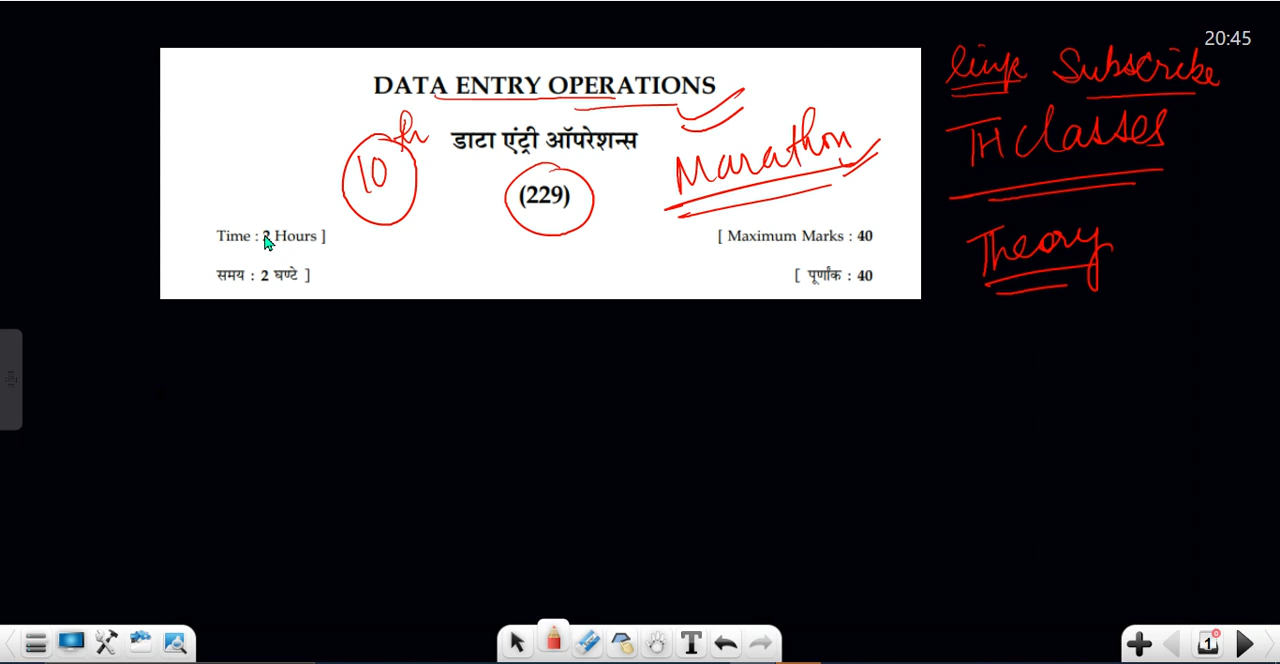 20:45
DATA ENTRY OPERATIONS
डाटा एंट्री ऑपरेशन्स
10th
(229)
Marathon
Time : 2 Hours ]
[ Maximum Marks : 40
समय : 2 घण्टे ]
[ पूर्णांक : 40
Subscribe
TH Classes
Theory
T
1